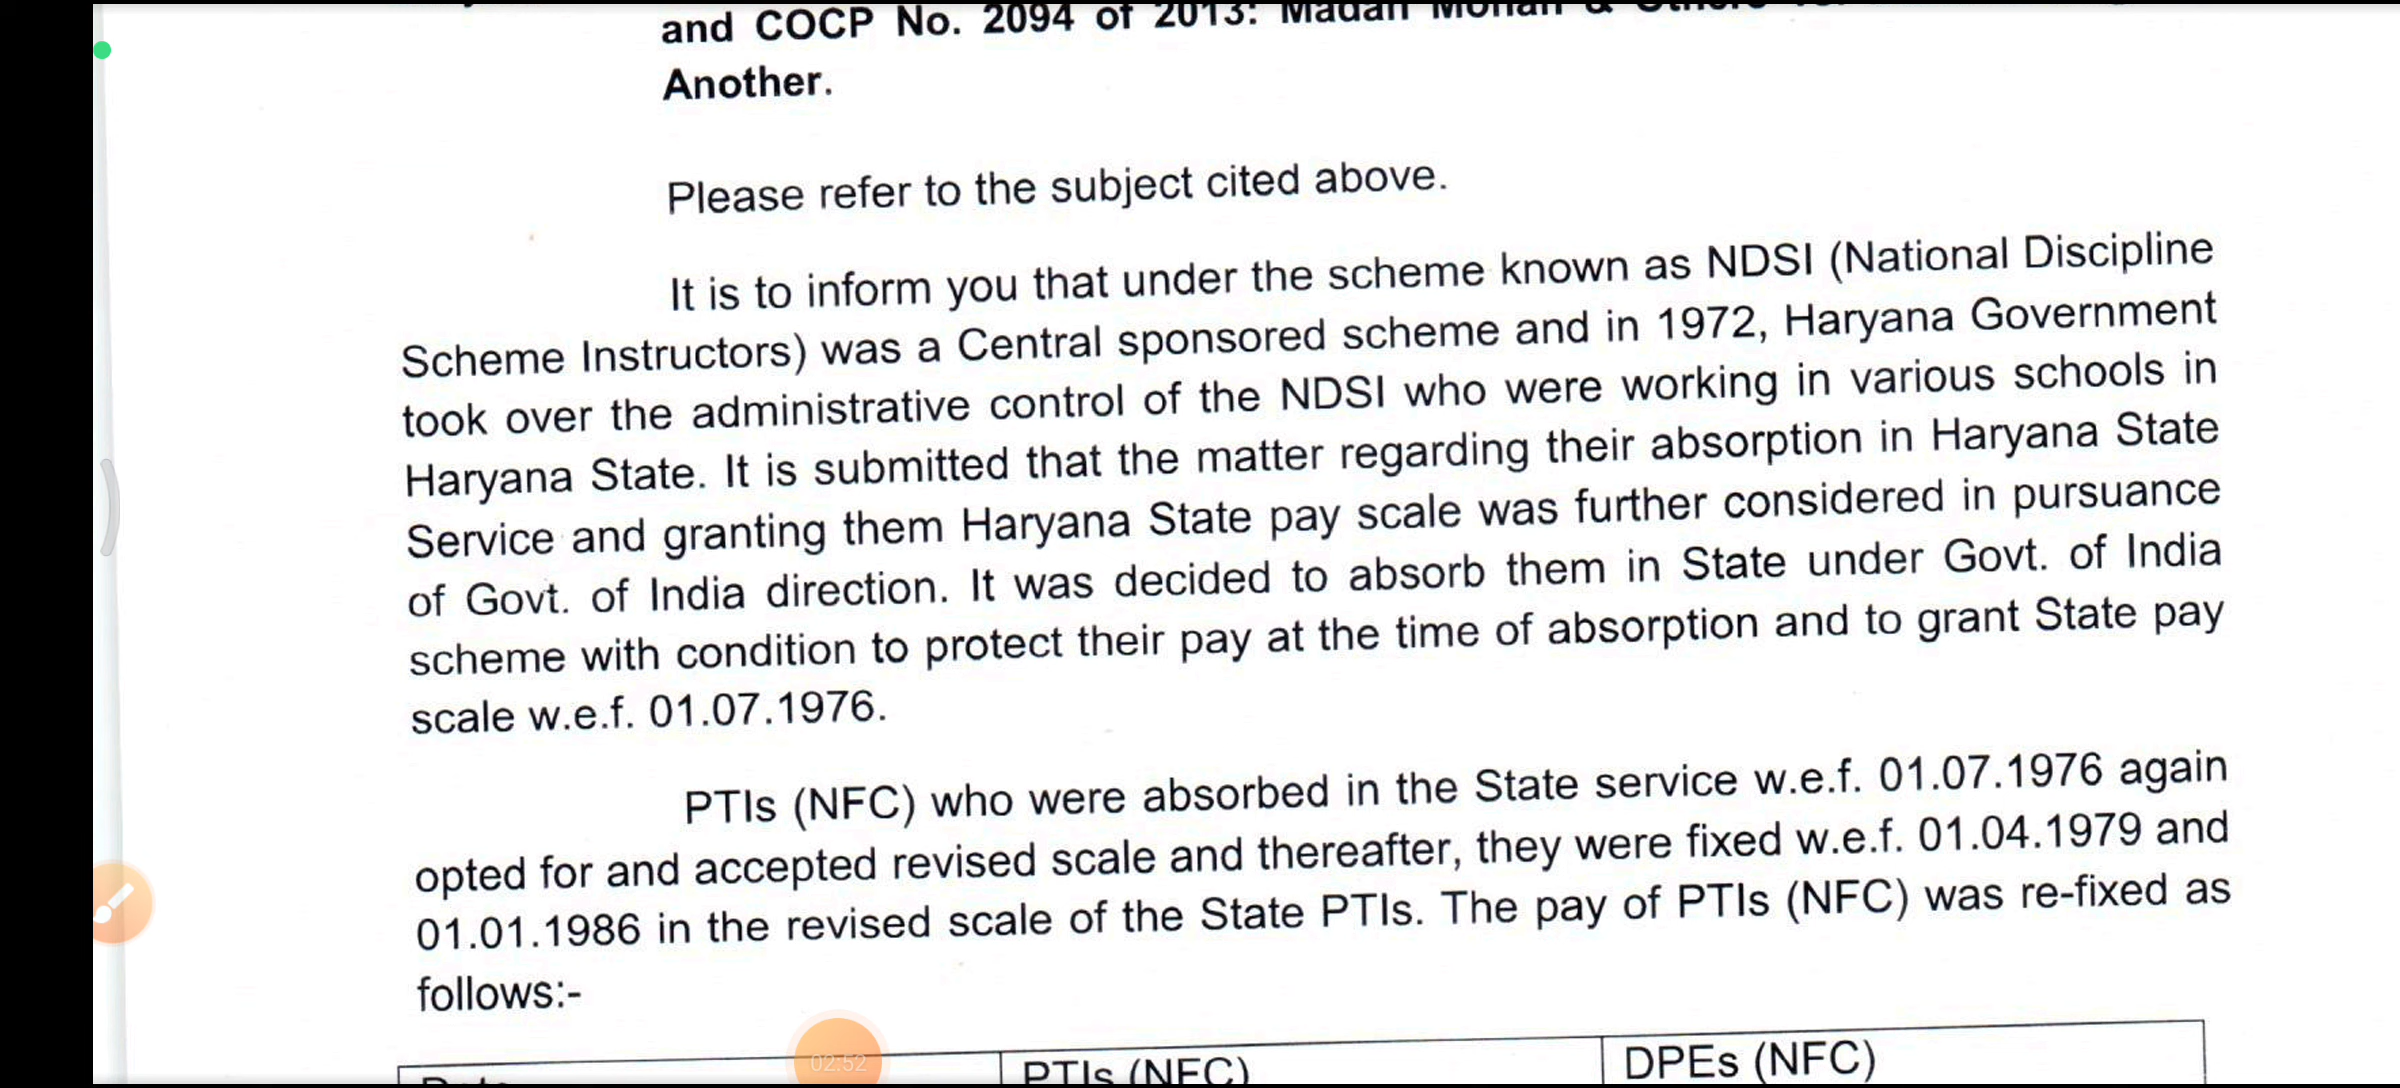 and COCP No. 2094 of 2013: Madan Mohan & Others
Another.
Please refer to the subject cited above.
It is to inform you that under the scheme known as NDSI (National Discipline
Scheme Instructors) was a Central sponsored scheme and in 1972, Haryana Government
took over the administrative control of the NDSI who were working in various schools in
Haryana State. It is submitted that the matter regarding their absorption in Haryana State
Service and granting them Haryana State pay scale was further considered in pursuance
of Govt. of India direction. It was decided to absorb them in State under Govt. of India
scheme with condition to protect their pay at the time of absorption and to grant State pay
scale w.e.f. 01.07.1976.
PTIs (NFC) who were absorbed in the State service w.e.f. 01.07.1976 again
opted for and accepted revised scale and thereafter, they were fixed w.e.f. 01.04.1979 and
01.01.1986 in the revised scale of the State PTIs. The pay of PTIs (NFC) was re-fixed as
follows:-
PTIs (NFC)
DPEs (NFC)
02:52